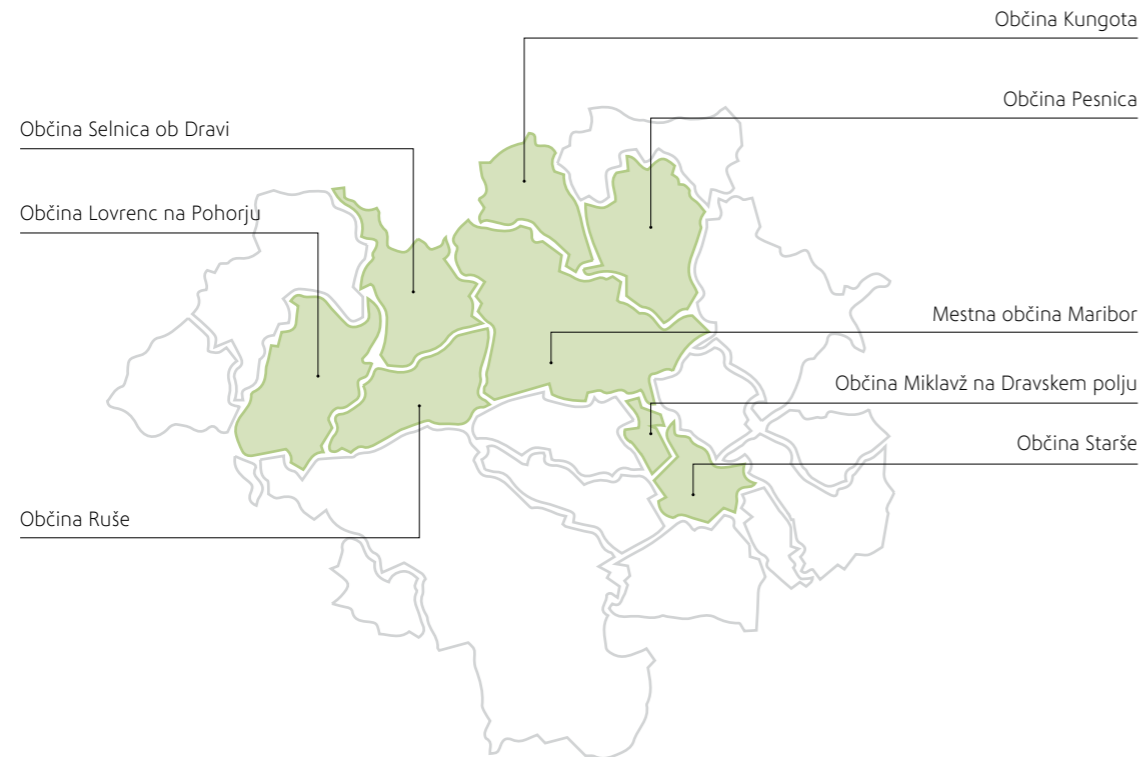 Občina Kungota
Občina Pesnica
Občina Selnica ob Dravi
Občina Lovrenc na Pohorju
Mestna občina Maribor
Občina Miklavž na Dravskem polju
Občina Starše
Občina Ruše